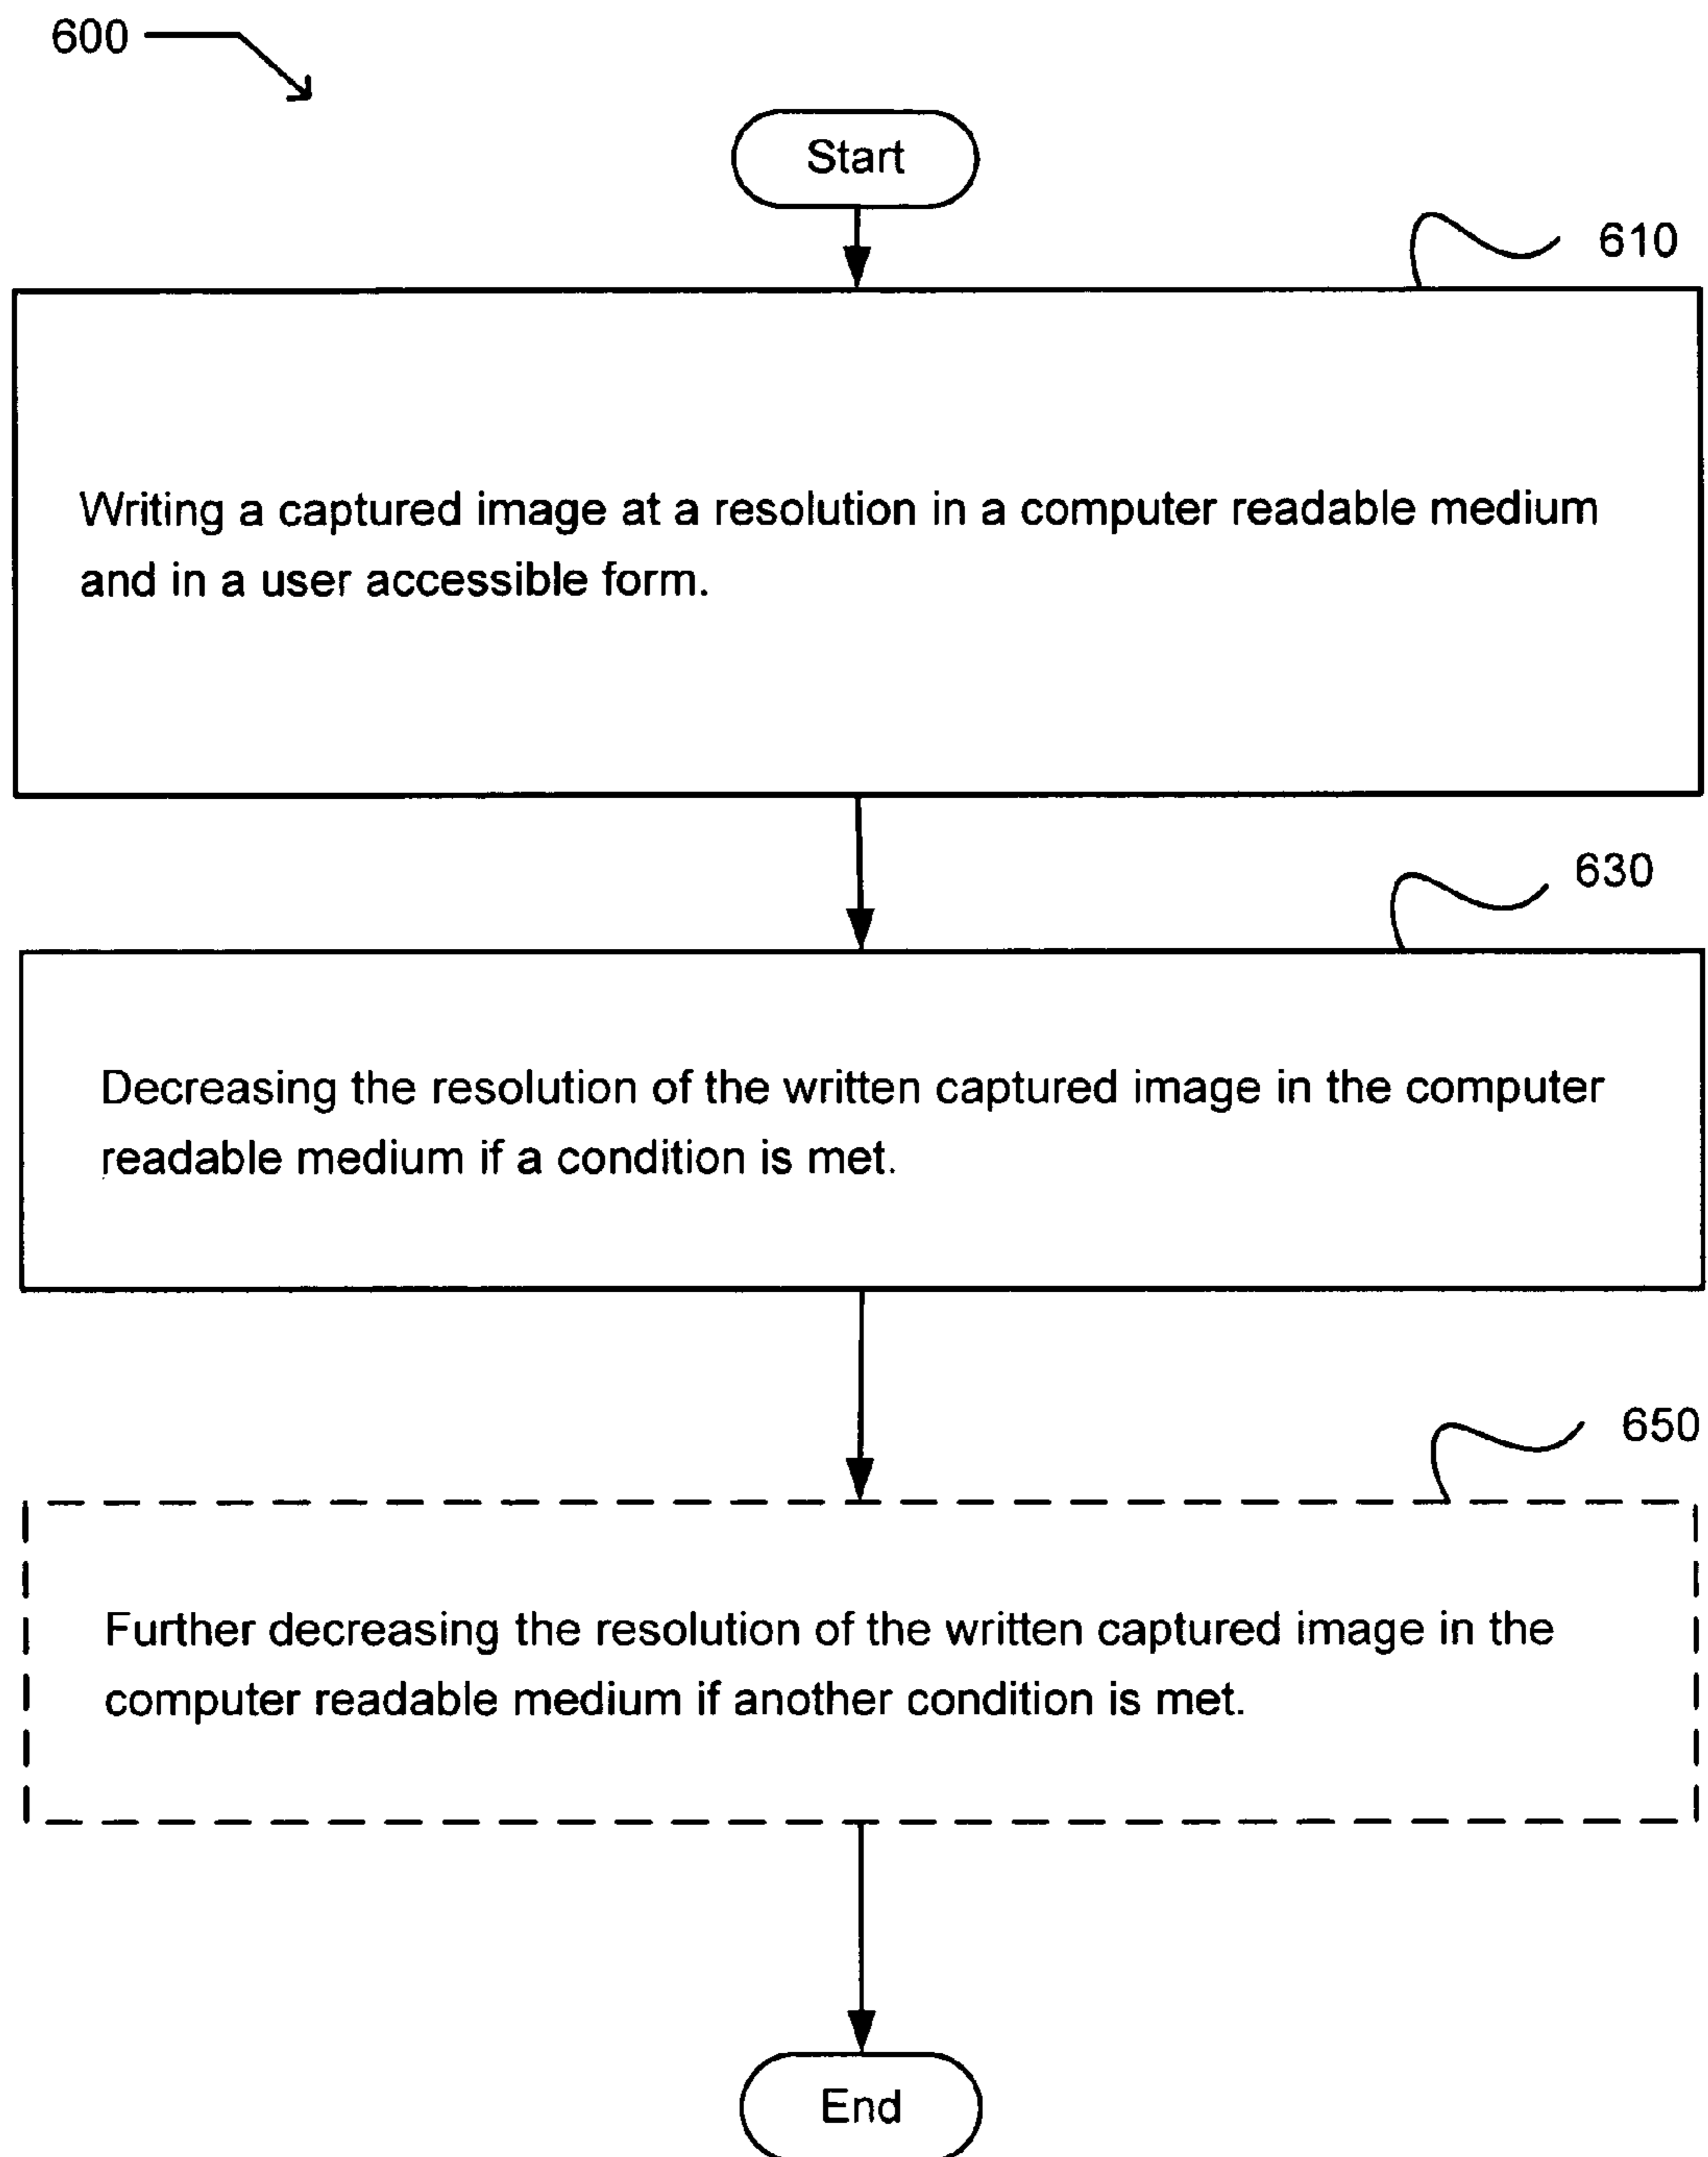 600
Start
610
Writing a captured image at a resolution in a computer readable medium
and in a user accessible form.
630
Decreasing the resolution of the written captured image in the computer
readable medium if a condition is met.
650
Further decreasing the resolution of the written captured image in the
computer readable medium if another condition is met.
End